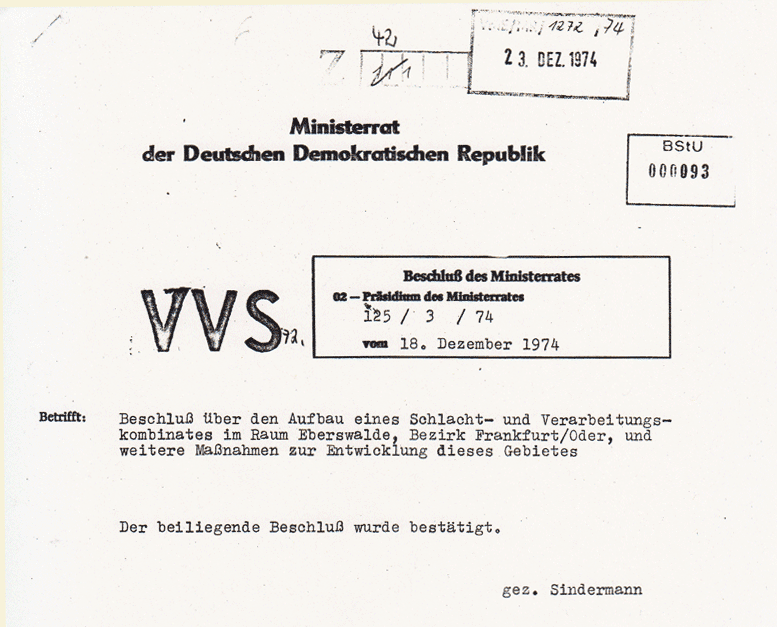 42
Z
1272 , 74
2 3. DEZ. 1974
Ministerrat
der Deutschen Demokratischen Republik
BStU
000093
VVS
72.
Beschluß des Ministerrates
02 — Präsidium des Ministerrates
125 / 3 / 74
vom 18. Dezember 1974
Betrifft: Beschluß über den Aufbau eines Schlacht- und Verarbeitungs-
kombinates im Raum Eberswalde, Bezirk Frankfurt/Oder, und
weitere Maßnahmen zur Entwicklung dieses Gebietes
Der beiliegende Beschluß wurde bestätigt.
gez. Sindermann